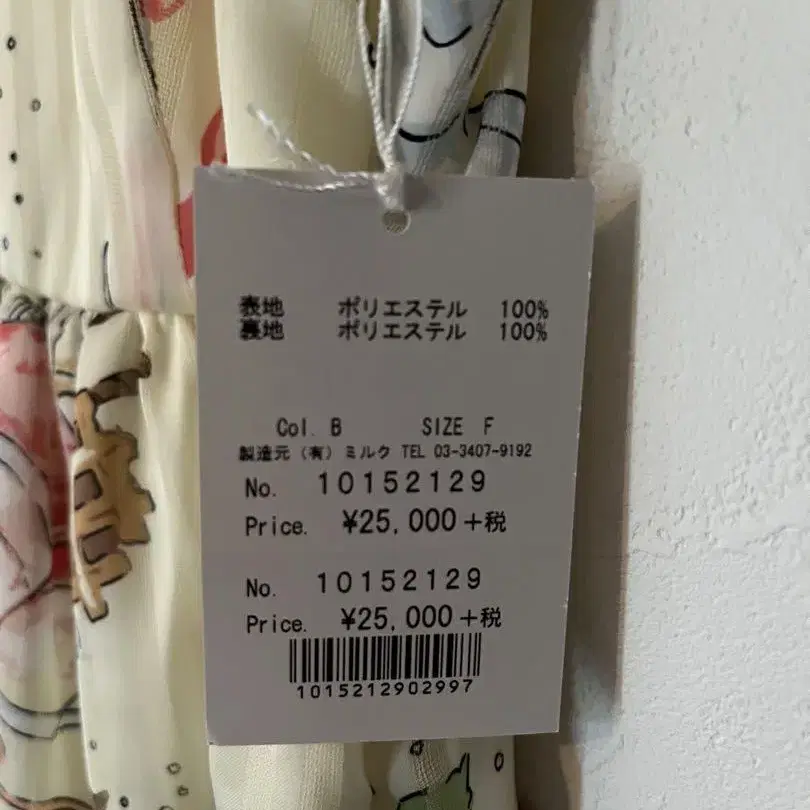 表地 ポリエステル 100%
裏地 ポリエステル 100%
Col. B SIZE F
製造元（有）ミルク TEL 03-3407-9192
No. 10152129
Price. ¥25,000+税
No. 10152129
Price. ¥25,000+税
1015212902997